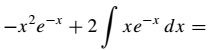 −x²e⁻ˣ + 2 ∫ xe⁻ˣ dx =